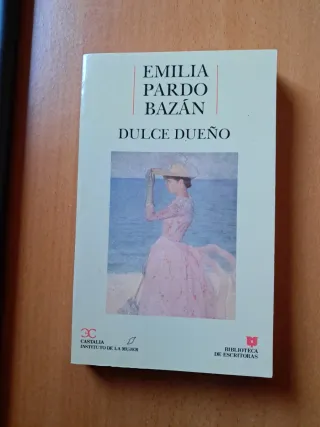 EMILIA
PARDO
BAZÁN
DULCE DUEÑO
CASTALIA
INSTITUTO DE LA MUJER
BIBLIOTECA
DE ESCRITORAS